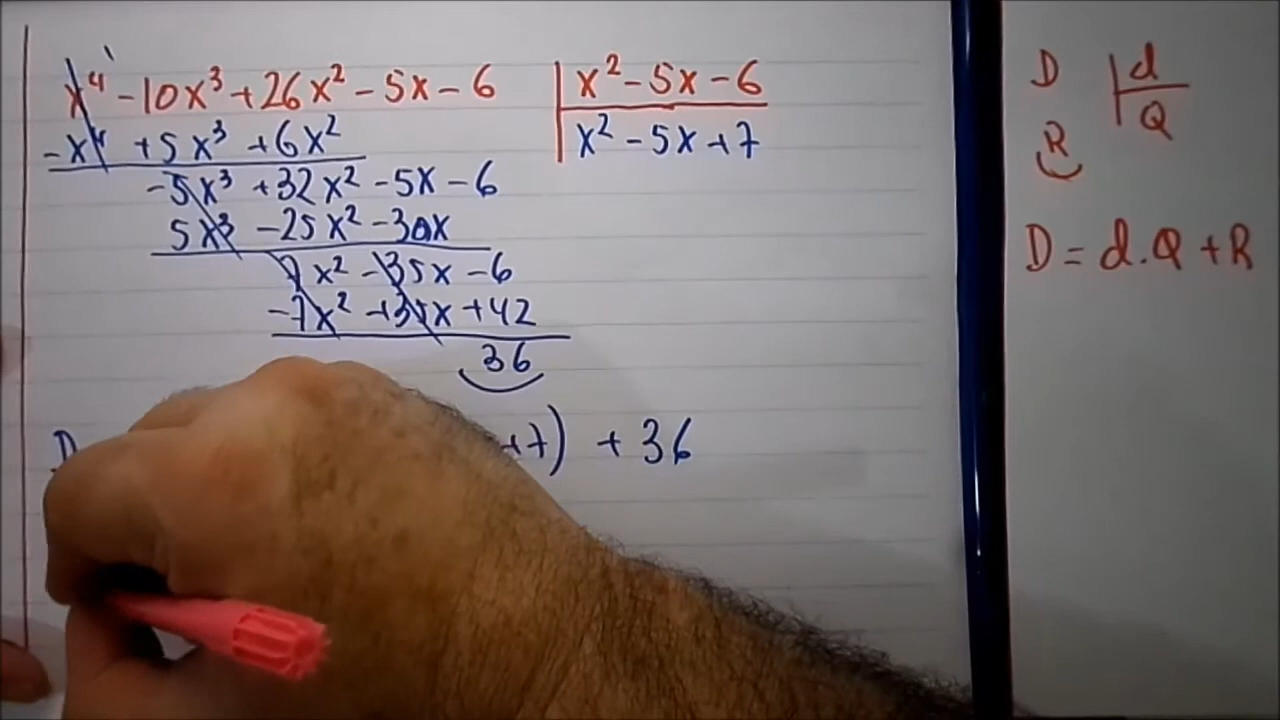 x⁴ - 10x³ + 26x² - 5x - 6 | x² - 5x - 6
-x⁴ + 5x³ + 6x² x² - 5x + 7
-5x³ + 32x² - 5x - 6
5x³ - 25x² - 30x
7x² - 35x - 6
-7x² + 35x + 42
36
D +7) + 36
D | d
R Q
D = d.Q + R